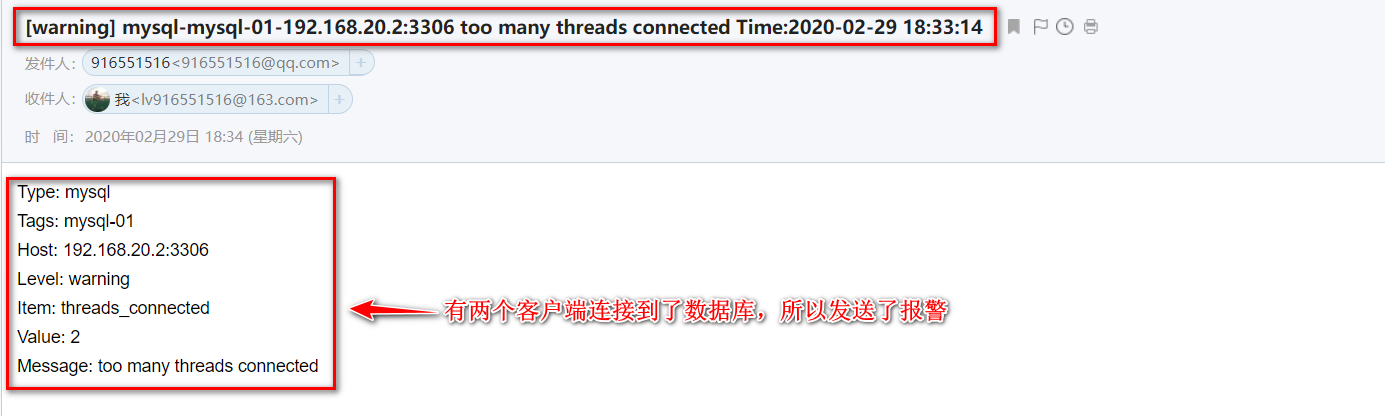 [warning] mysql-mysql-01-192.168.20.2:3306 too many threads connected Time:2020-02-29 18:33:14
发件人: 916551516<916551516@qq.com> +
收件人: 我<lv916551516@163.com> +
时 间: 2020年02月29日 18:34 (星期六)
Type: mysql
Tags: mysql-01
Host: 192.168.20.2:3306
Level: warning
Item: threads_connected
有两个客户端连接到了数据库，所以发送了报警
Value: 2
Message: too many threads connected